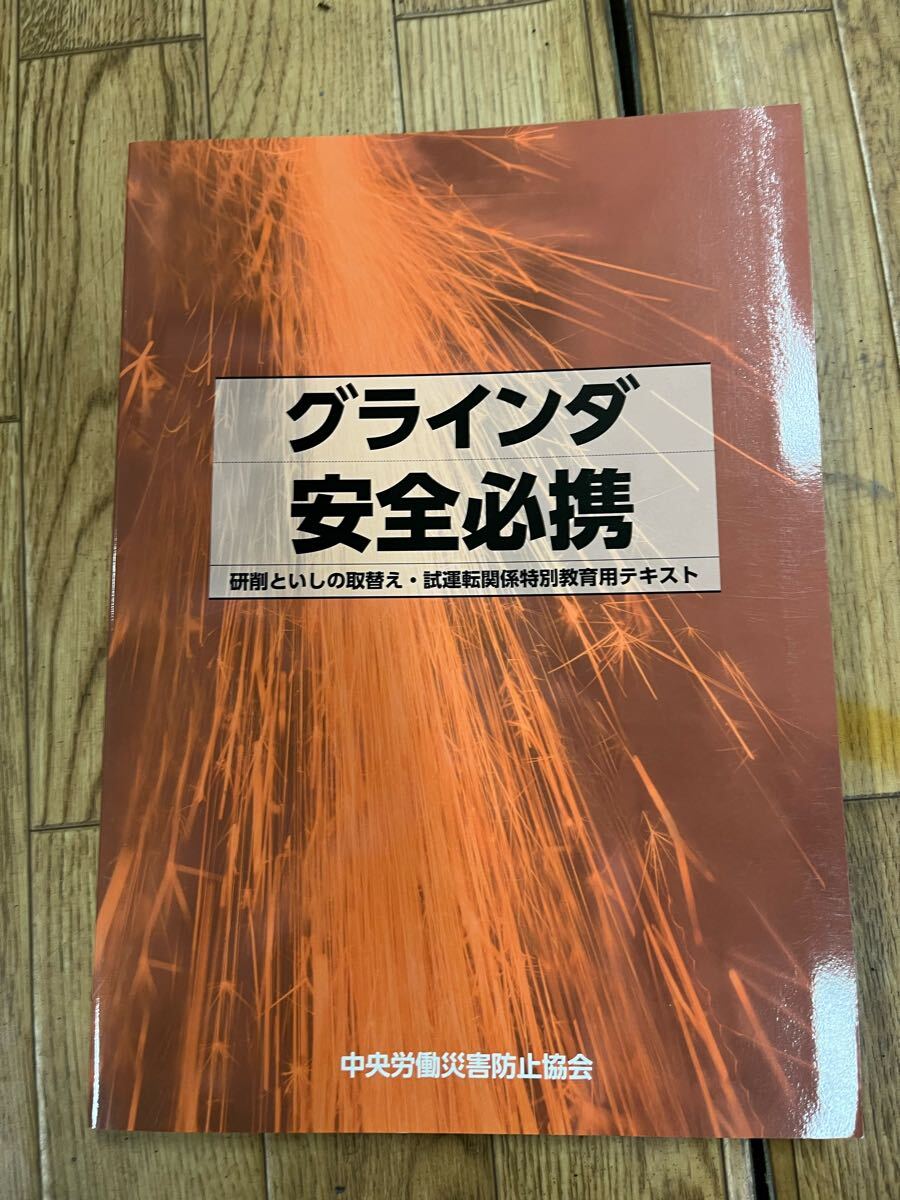 グラインダ
安全必携
研削といしの取替え・試運転関係特別教育用テキスト
中央労働災害防止協会